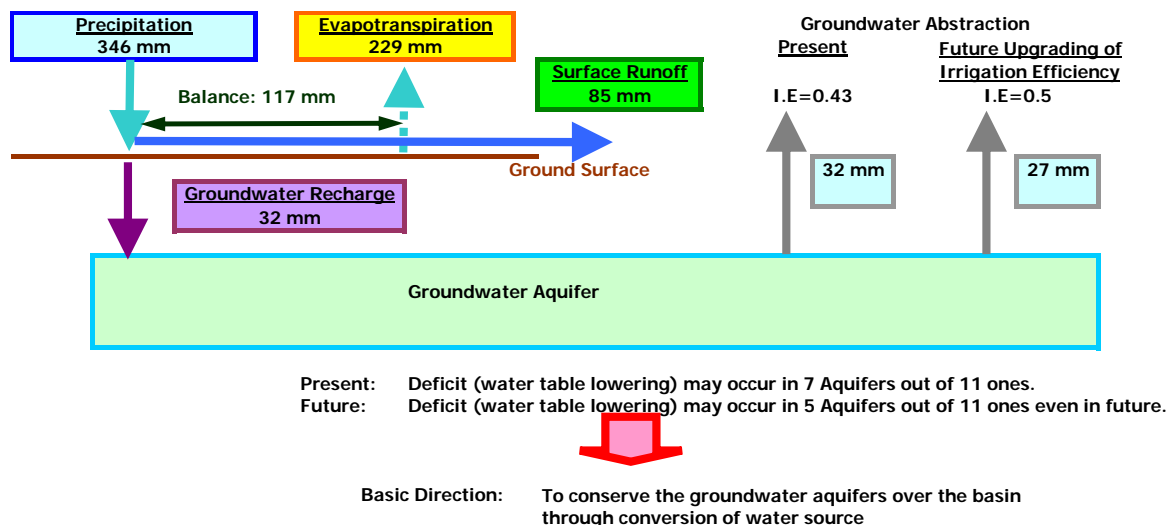 Precipitation
346 mm
Evapotranspiration
229 mm
Groundwater Abstraction
Present
Future Upgrading of
Irrigation Efficiency
Surface Runoff
85 mm
I.E=0.43
I.E=0.5
Balance: 117 mm
Ground Surface
32 mm
27 mm
Groundwater Recharge
32 mm
Groundwater Aquifer
Present: Deficit (water table lowering) may occur in 7 Aquifers out of 11 ones.
Future: Deficit (water table lowering) may occur in 5 Aquifers out of 11 ones even in future.
Basic Direction: To conserve the groundwater aquifers over the basin
through conversion of water source